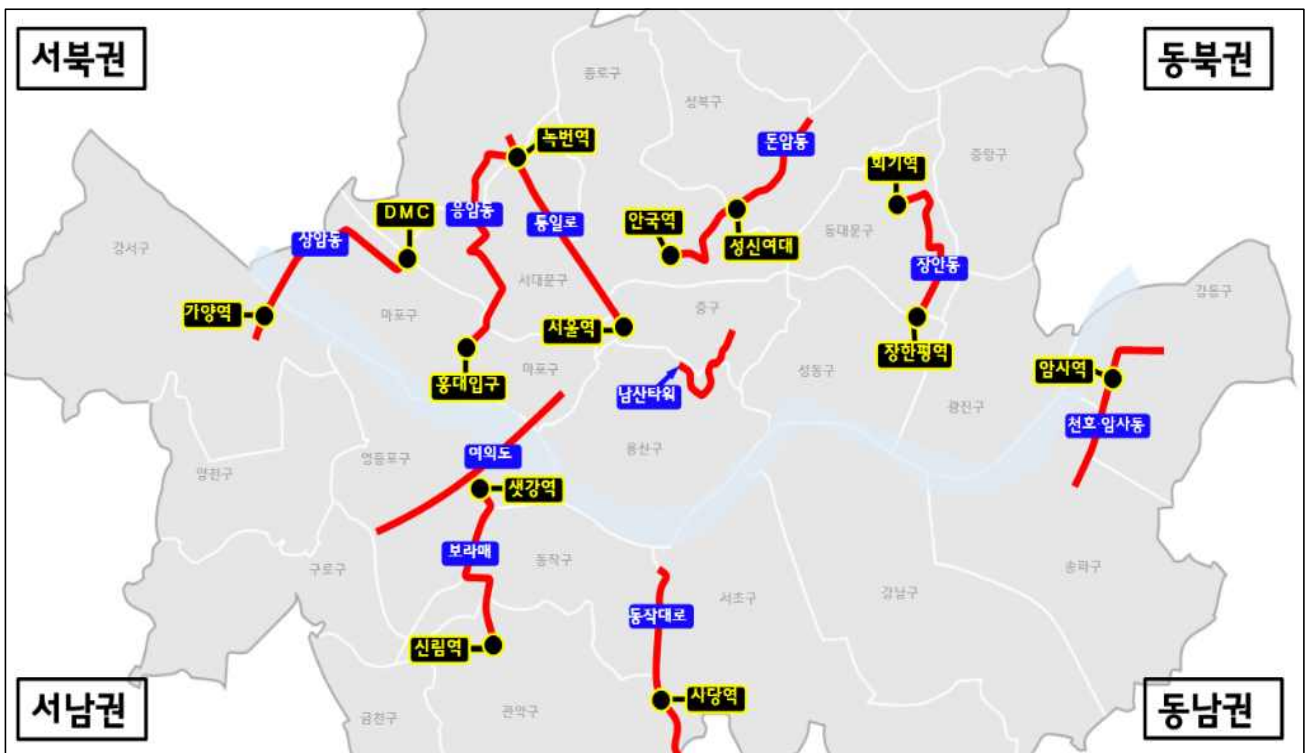 서북권
동북권
종로구
성북구
녹번역
돈암동
중랑구
회기역
DMC
응암동
통일로
안국역
성신여대
동대문구
강서구
상암동
서대문구
장안동
강동구
가양역
마포구
서울역
중구
장한평역
홍대입구
마포구
남산타워
성동구
암사역
광진구
천호·암사동
양천구
영등포구
여의도
용산구
샛강역
구로구
보라매
동작구
송파구
강남구
서초구
동작대로
신림역
사당역
서남권
금천구
관악구
동남권